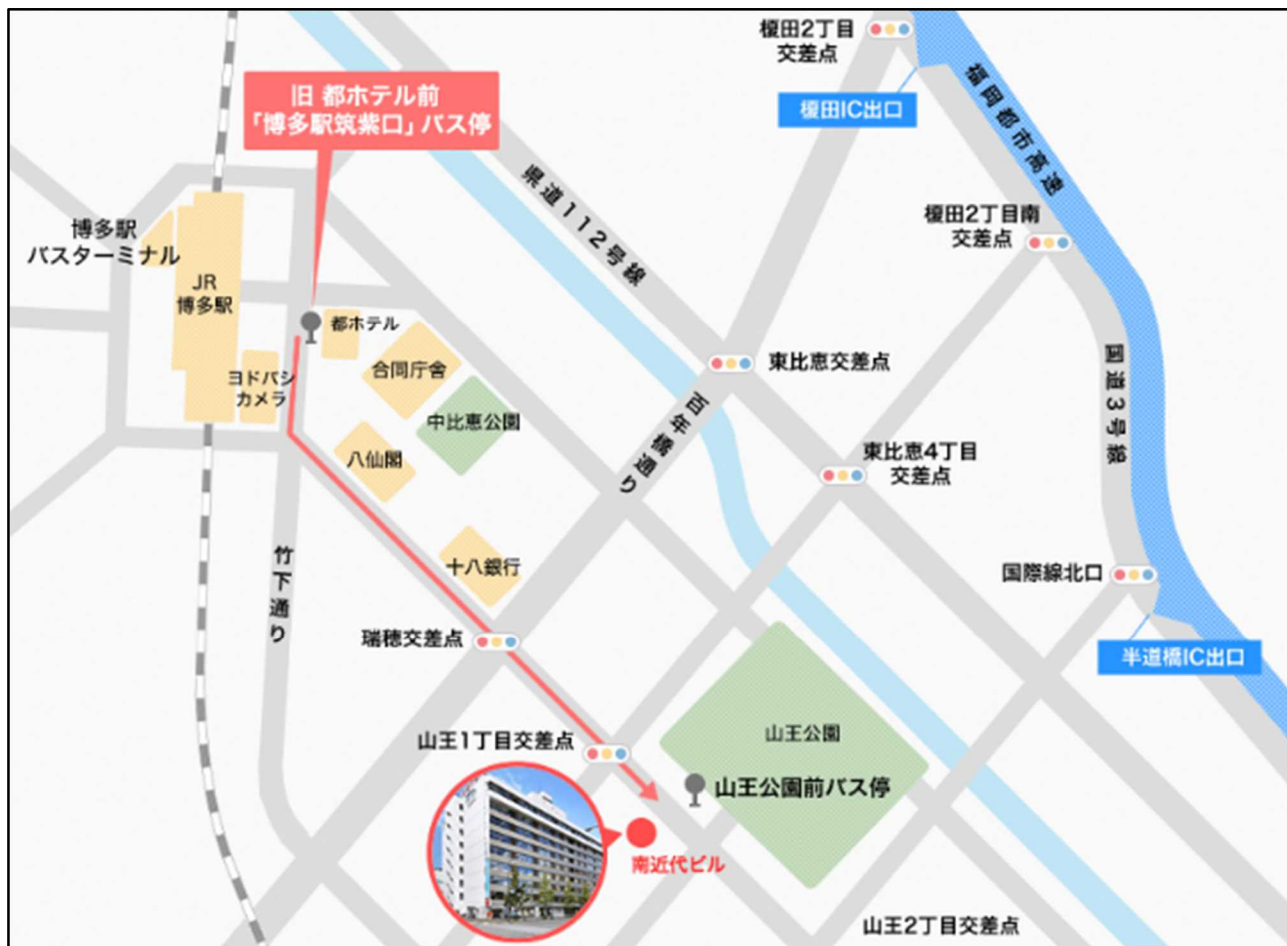 榎田2丁目
交差点
旧 都ホテル前
「博多駅筑紫口」バス停
榎田IC出口
福岡都市高速
県道112号線
榎田2丁目南
交差点
博多駅
バスターミナル
JR
博多駅
都ホテル
合同庁舎
ヨドバシ
カメラ
中比恵公園
東比恵交差点
国道3号線
百年橋通り
八仙閣
東比恵4丁目
交差点
十八銀行
竹下通り
国際線北口
瑞穂交差点
半道橋IC出口
山王1丁目交差点
山王公園
山王公園前バス停
南近代ビル
山王2丁目交差点